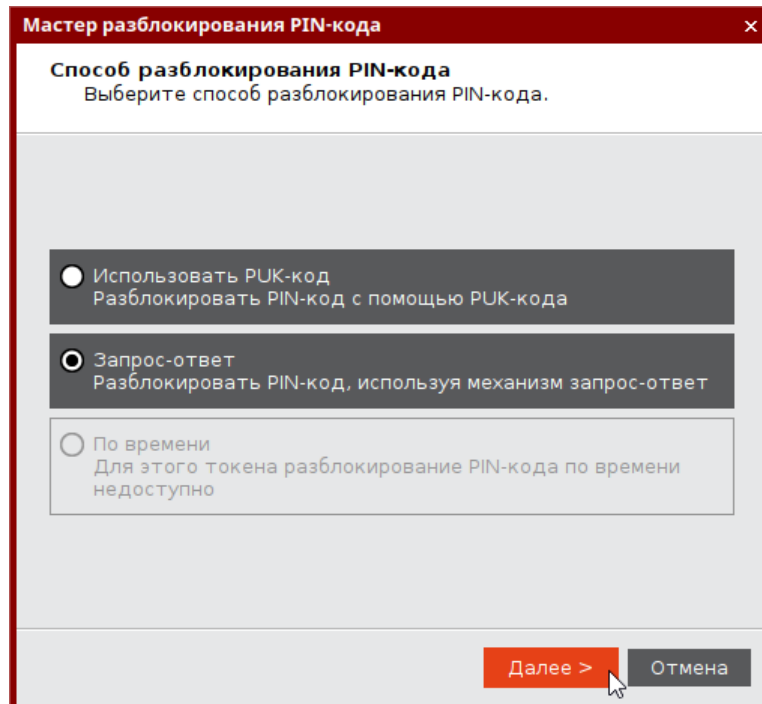 Мастер разблокирования PIN-кода
Способ разблокирования PIN-кода
Выберите способ разблокирования PIN-кода.
Использовать PUK-код
Разблокировать PIN-код с помощью PUK-кода
Запрос-ответ
Разблокировать PIN-код, используя механизм запрос-ответ
По времени
Для этого токена разблокирование PIN-кода по времени
недоступно
Далее >
Отмена